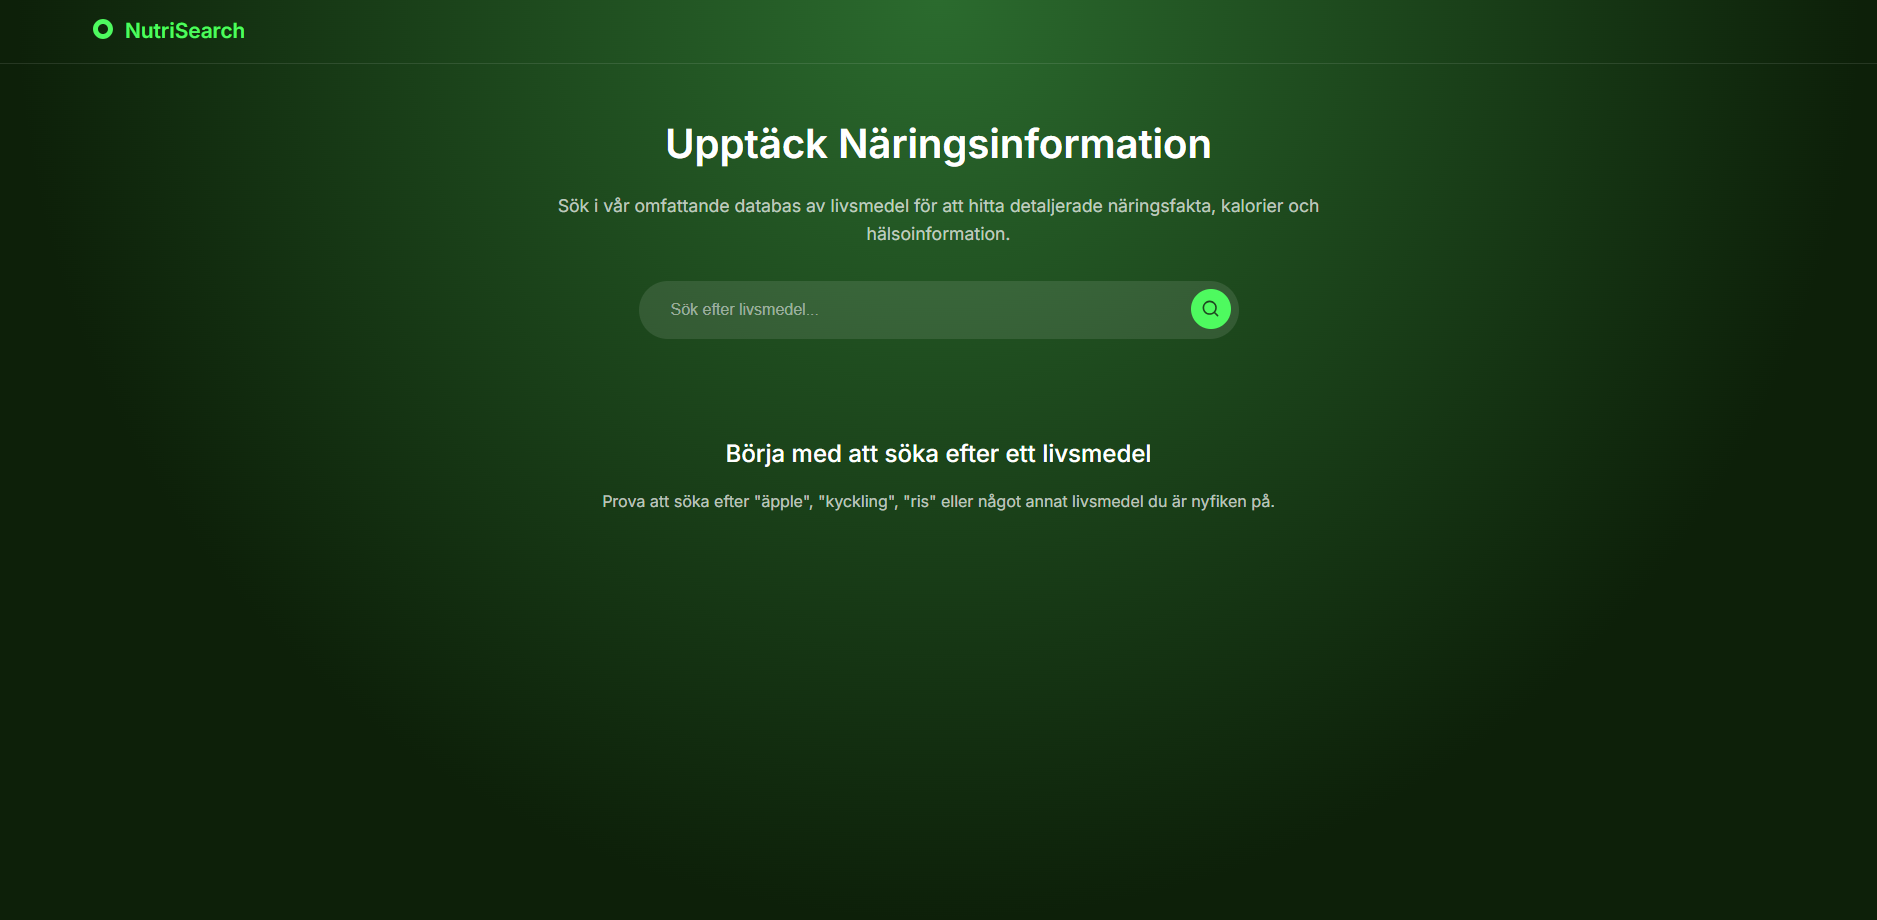 NutriSearch
Upptäck Näringsinformation
Sök i vår omfattande databas av livsmedel för att hitta detaljerade näringsfakta, kalorier och
hälsoinformation.
Sök efter livsmedel...
Börja med att söka efter ett livsmedel
Prova att söka efter "äpple", "kyckling", "ris" eller något annat livsmedel du är nyfiken på.